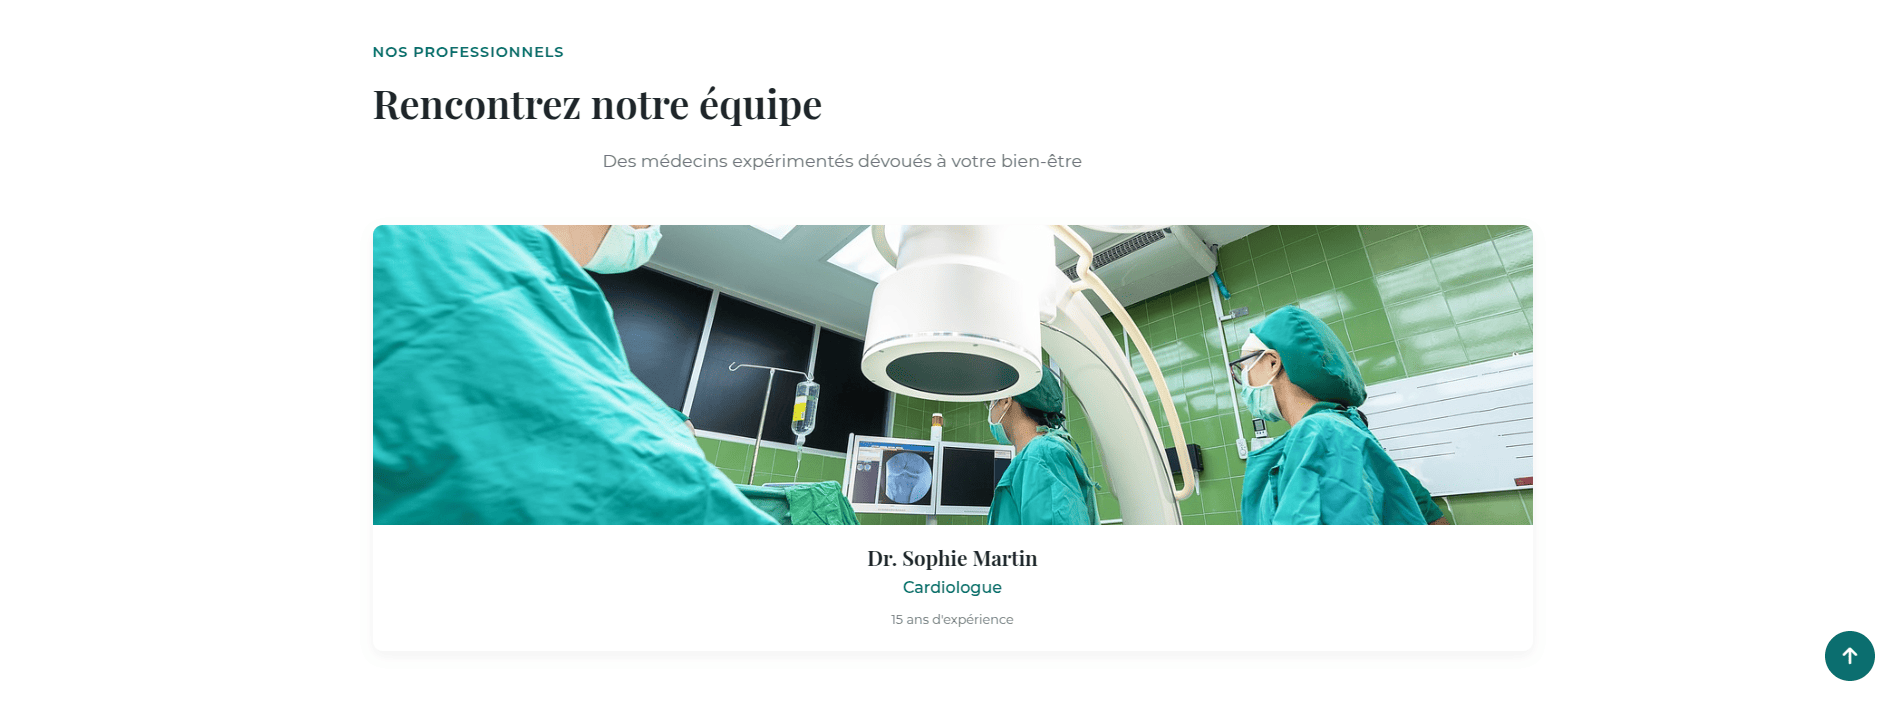 NOS PROFESSIONNELS
Rencontrez notre équipe
Des médecins expérimentés dévoués à votre bien-être
Dr. Sophie Martin
Cardiologue
15 ans d'expérience